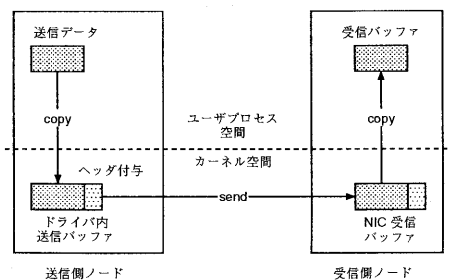 送信データ
受信バッファ
copy
copy
ユーザプロセス
空間
カーネル空間
ヘッダ付与
send
ドライバ内
送信バッファ
NIC 受信
バッファ
送信側ノード
受信側ノード